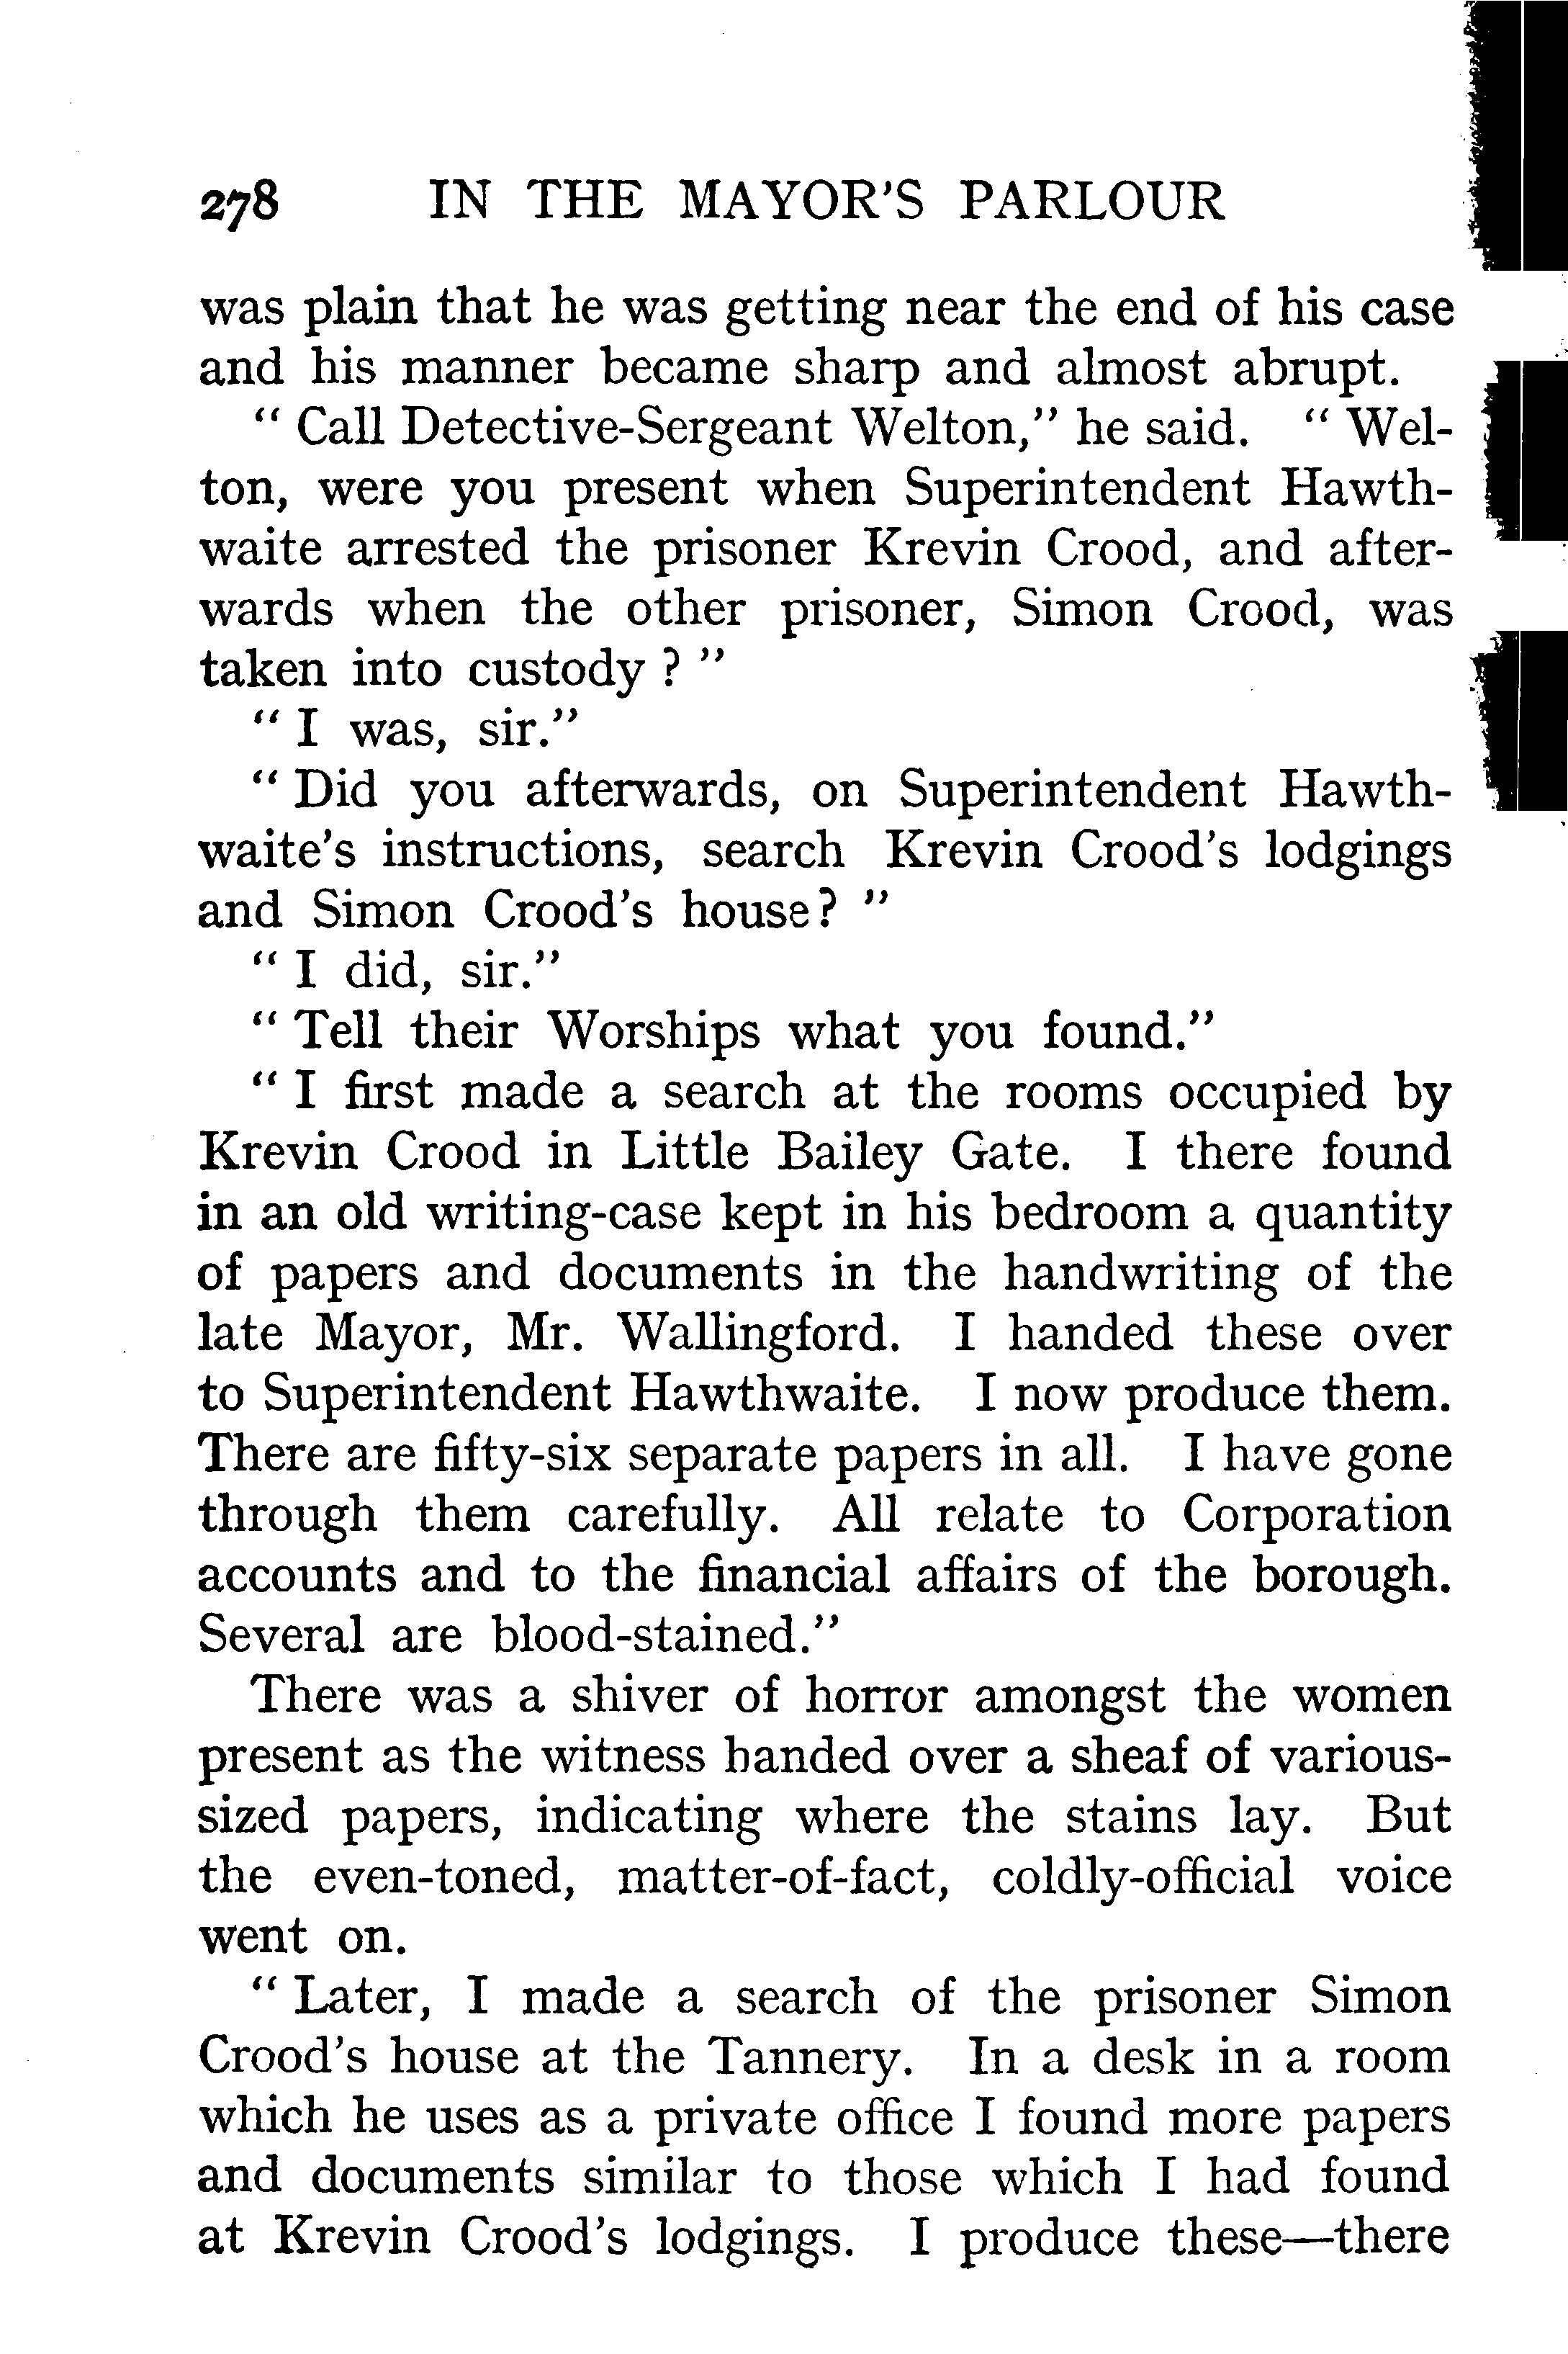 278 IN THE MAYOR'S PARLOUR
was plain that he was getting near the end of his case
and his manner became sharp and almost abrupt.
“ Call Detective-Sergeant Welton,” he said. “ Wel-
ton, were you present when Superintendent Hawth-
waite arrested the prisoner Krevin Crood, and after-
wards when the other prisoner, Simon Crood, was
taken into custody ? ”
“ I was, sir.”
“ Did you afterwards, on Superintendent Hawth-
waite's instructions, search Krevin Crood's lodgings
and Simon Crood's house? ”
“ I did, sir.”
“ Tell their Worships what you found.”
“ I first made a search at the rooms occupied by
Krevin Crood in Little Bailey Gate. I there found
in an old writing-case kept in his bedroom a quantity
of papers and documents in the handwriting of the
late Mayor, Mr. Wallingford. I handed these over
to Superintendent Hawthwaite. I now produce them.
There are fifty-six separate papers in all. I have gone
through them carefully. All relate to Corporation
accounts and to the financial affairs of the borough.
Several are blood-stained.”
There was a shiver of horror amongst the women
present as the witness handed over a sheaf of various-
sized papers, indicating where the stains lay. But
the even-toned, matter-of-fact, coldly-official voice
went on.
“ Later, I made a search of the prisoner Simon
Crood's house at the Tannery. In a desk in a room
which he uses as a private office I found more papers
and documents similar to those which I had found
at Krevin Crood's lodgings. I produce these—there